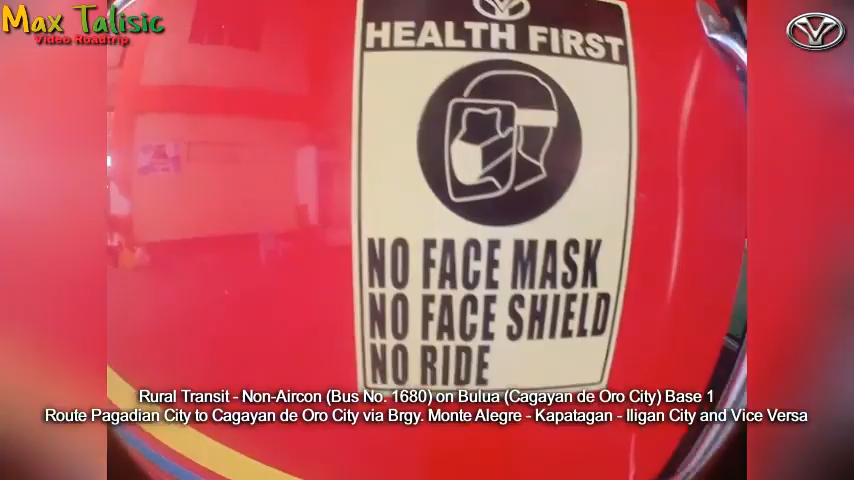 Max Talisic
Video Roadtrip
HEALTH FIRST
NO FACE MASK
NO FACE SHIELD
NO RIDE
Rural Transit - Non-Aircon (Bus No. 1680) on Bulua (Cagayan de Oro City) Base 1
Route Pagadian City to Cagayan de Oro City via Brgy. Monte Alegre - Kapatagan - Iligan City and Vice Versa